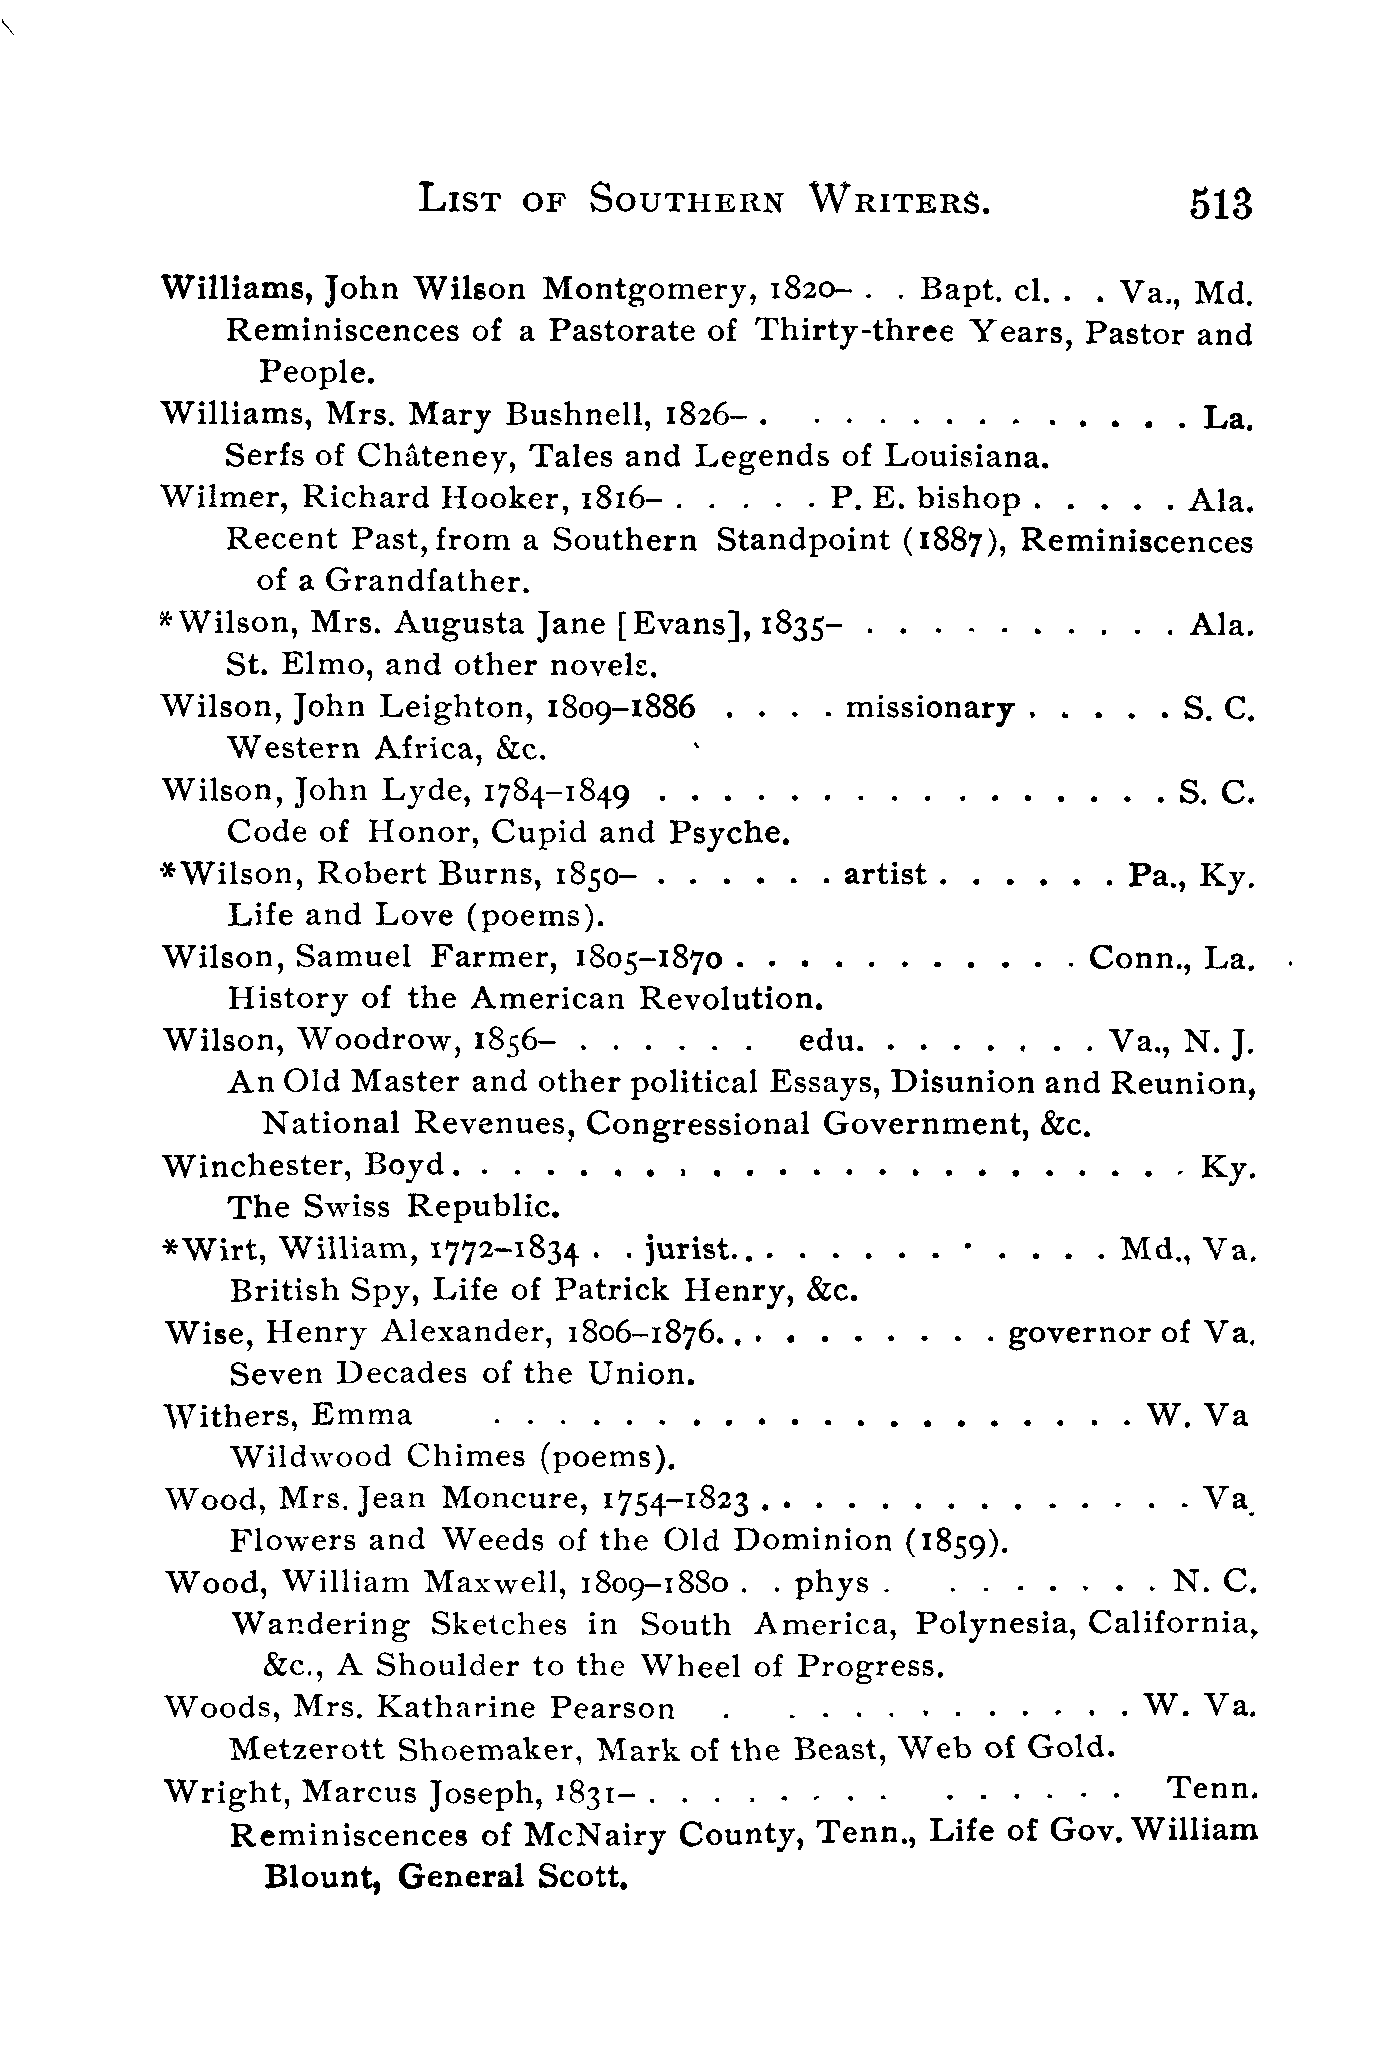 LIST OF SOUTHERN WRITERS. 513
Williams, John Wilson Montgomery, 1820– . . Bapt. cl. . . Va., Md.
Reminiscences of a Pastorate of Thirty-three Years, Pastor and
People.
Williams, Mrs. Mary Bushnell, 1826– . . . . . . . . . . . . . La.
Serfs of Châteney, Tales and Legends of Louisiana.
Wilmer, Richard Hooker, 1816– . . . . . P. E. bishop . . . . . Ala.
Recent Past, from a Southern Standpoint (1887), Reminiscences
of a Grandfather.
*Wilson, Mrs. Augusta Jane [Evans], 1835– . . . . . . . . . . Ala.
St. Elmo, and other novels.
Wilson, John Leighton, 1809–1886 . . . . missionary . . . . . S. C.
Western Africa, &c.
Wilson, John Lyde, 1784–1849 . . . . . . . . . . . . . . . . S. C.
Code of Honor, Cupid and Psyche.
*Wilson, Robert Burns, 1850– . . . . . . artist . . . . . . Pa., Ky.
Life and Love (poems).
Wilson, Samuel Farmer, 1805–1870 . . . . . . . . . . . Conn., La.
History of the American Revolution.
Wilson, Woodrow, 1856– . . . . . . edu. . . . . . . . Va., N. J.
An Old Master and other political Essays, Disunion and Reunion,
National Revenues, Congressional Government, &c.
Winchester, Boyd . . . . . . . . . . . . . . . . . . . . . . . Ky.
The Swiss Republic.
*Wirt, William, 1772–1834 . . jurist. . . . . . . . . . . . . Md., Va.
British Spy, Life of Patrick Henry, &c.
Wise, Henry Alexander, 1806–1876. . . . . . . . . . governor of Va.
Seven Decades of the Union.
Withers, Emma . . . . . . . . . . . . . . . . . . . . W. Va
Wildwood Chimes (poems).
Wood, Mrs. Jean Moncure, 1754–1823 . . . . . . . . . . . . . . Va.
Flowers and Weeds of the Old Dominion (1859).
Wood, William Maxwell, 1809–1880 . . phys . . . . . . . . N. C.
Wandering Sketches in South America, Polynesia, California,
&c., A Shoulder to the Wheel of Progress.
Woods, Mrs. Katharine Pearson . . . . . . . . . . . . W. Va.
Metzerott Shoemaker, Mark of the Beast, Web of Gold.
Wright, Marcus Joseph, 1831– . . . . . . . . . . . . . . Tenn.
Reminiscences of McNairy County, Tenn., Life of Gov. William
Blount, General Scott.